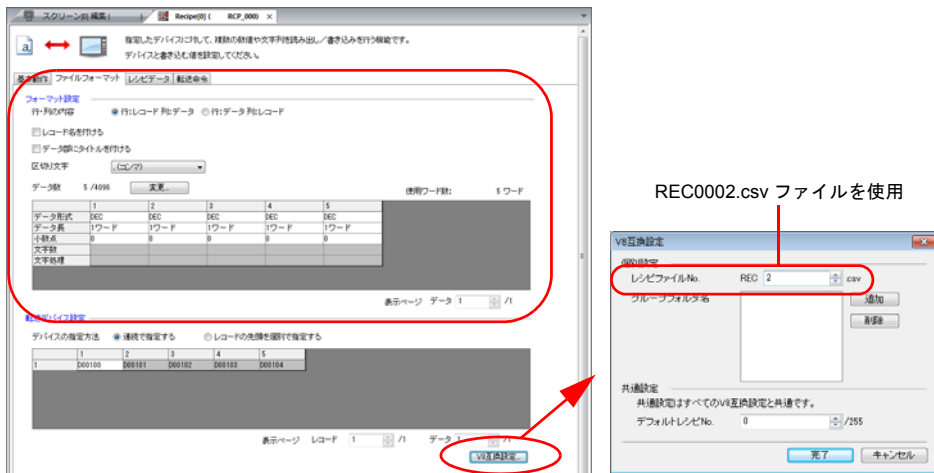 スクリーン[0]編集( )
Recipe[0] ( RCP_000) ×
指定したデバイスに対して、複数の数値や文字列を読み出し／書き込みを行う機能です。
デバイスと書き込む値を設定してください。
基本動作 ファイルフォーマット レシピデータ 転送命令
フォーマット設定
行・列の内容 行：レコード 列：データ 行：データ 列：レコード
レコード名を付ける
データ部にタイトルを付ける
区切り文字 ,(コンマ)
データ数 5 /4096 変更... 使用ワード数: 5 ワード
1 2 3 4 5
データ形式 DEC DEC DEC DEC DEC
データ長 1ワード 1ワード 1ワード 1ワード 1ワード
小数点 0 0 0 0 0
文字数
文字処理
表示ページ データ 1 /1
転送デバイス設定
デバイスの指定方法 連続で指定する レコードの先頭を個別で指定する
1 2 3 4 5
1 D00100 D00101 D00102 D00103 D00104
表示ページ レコード 1 /1 データ 1 /1
V8互換設定...
REC0002.csv ファイルを使用
V8互換設定
個別設定
レシピファイルNo. REC 2 .csv
グループフォルダ名 追加
削除
共通設定
共通設定はすべてのV8互換設定と共通です。
デフォルトレシピNo. 0 /255
完了 キャンセル